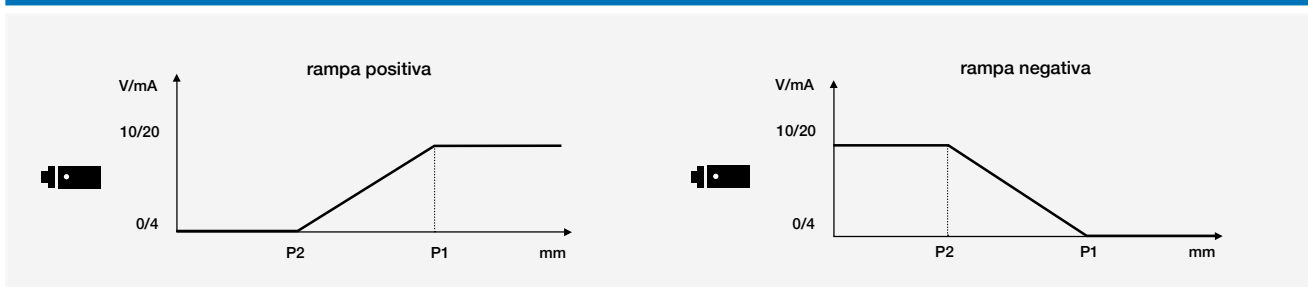 rampa positiva
V/mA
10/20
0/4
P2
P1
mm
rampa negativa
V/mA
10/20
0/4
P2
P1
mm